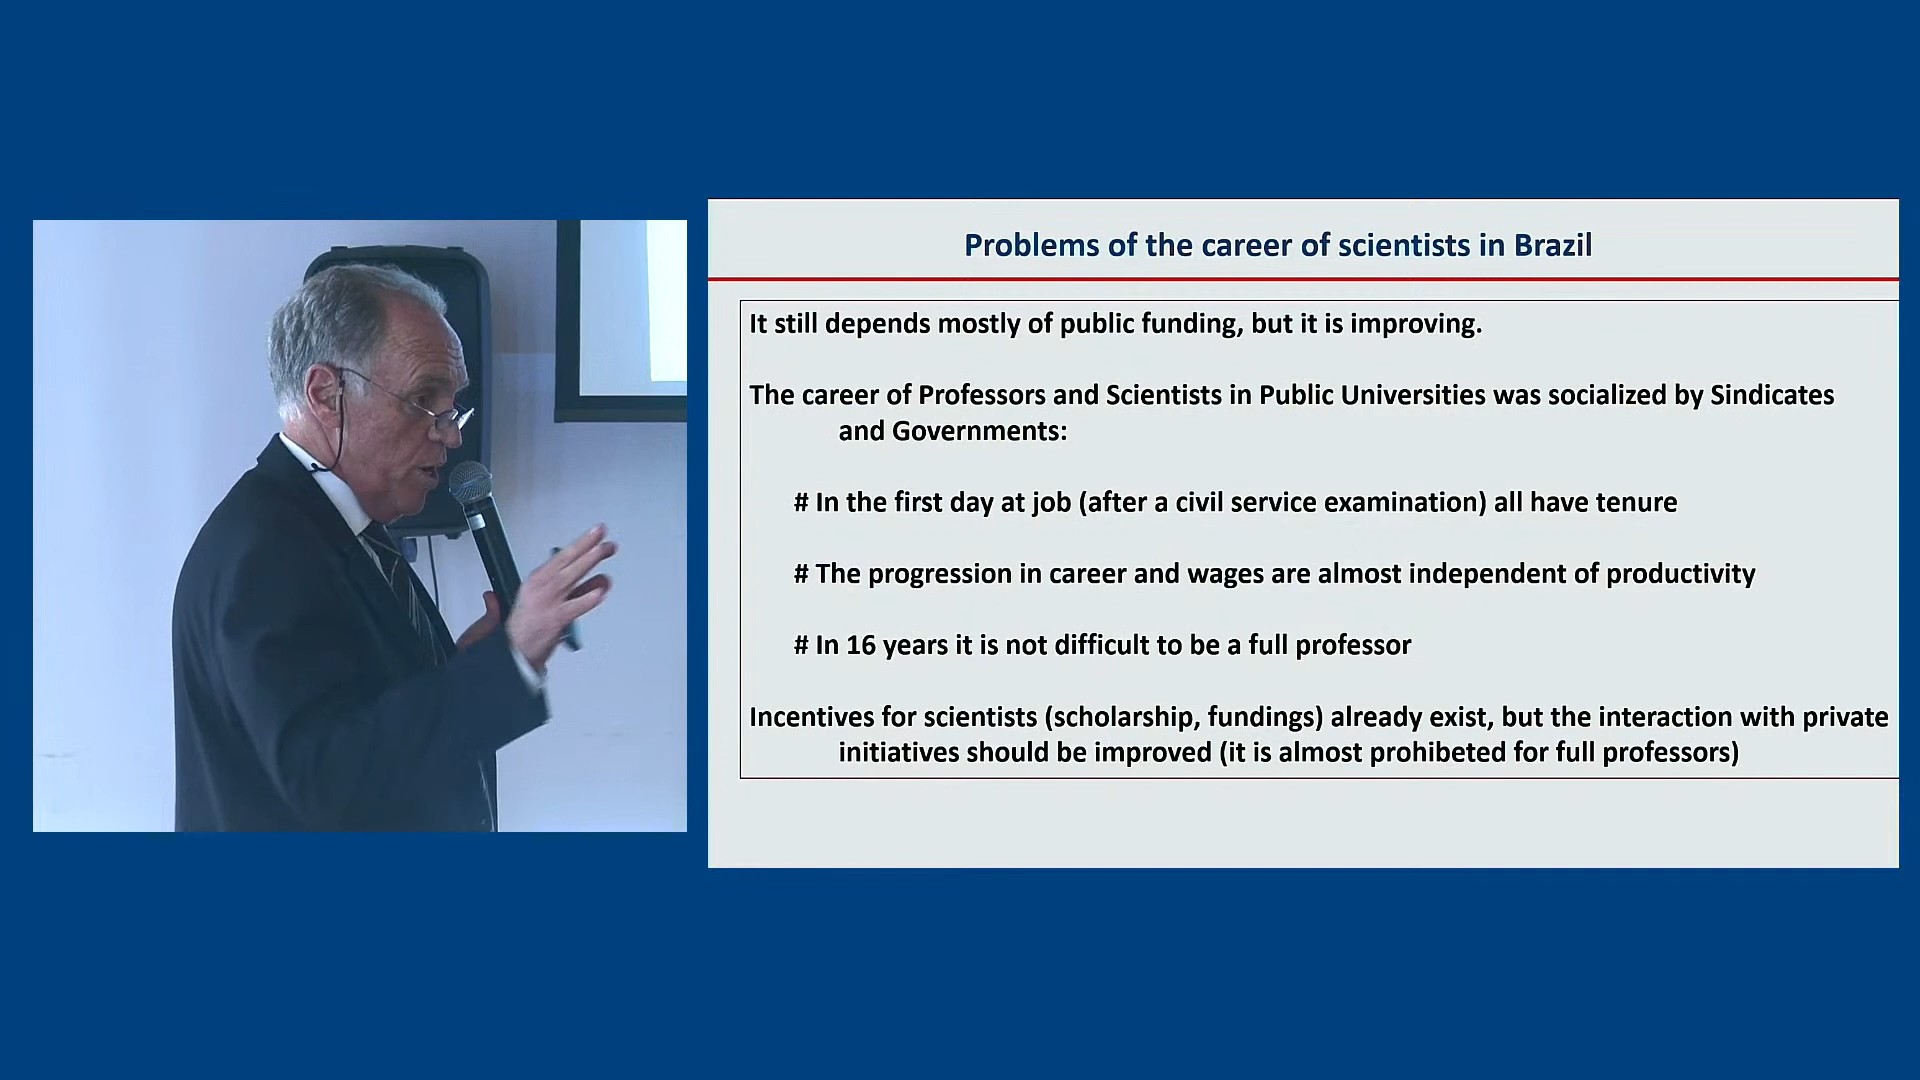 Problems of the career of scientists in Brazil
It still depends mostly of public funding, but it is improving.
The career of Professors and Scientists in Public Universities was socialized by Sindicates
and Governments:
# In the first day at job (after a civil service examination) all have tenure
# The progression in career and wages are almost independent of productivity
# In 16 years it is not difficult to be a full professor
Incentives for scientists (scholarship, fundings) already exist, but the interaction with private
initiatives should be improved (it is almost prohibeted for full professors)